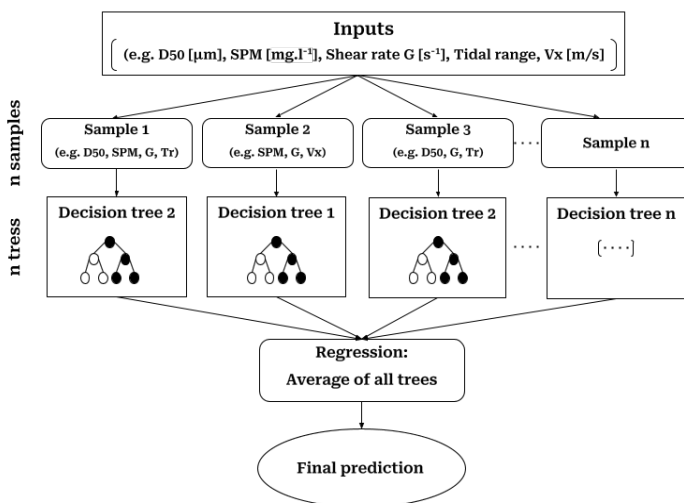 Inputs
(e.g. D50 [μm], SPM [mg.l⁻¹], Shear rate G [s⁻¹], Tidal range, Vx [m/s]
n samples
Sample 1
(e.g. D50, SPM, G, Tr)
Sample 2
(e.g. SPM, G, Vx)
Sample 3
(e.g. D50, G, Tr)
....
Sample n
n tress
Decision tree 2
Decision tree 1
Decision tree 2
....
Decision tree n
[....]
Regression:
Average of all trees
Final prediction